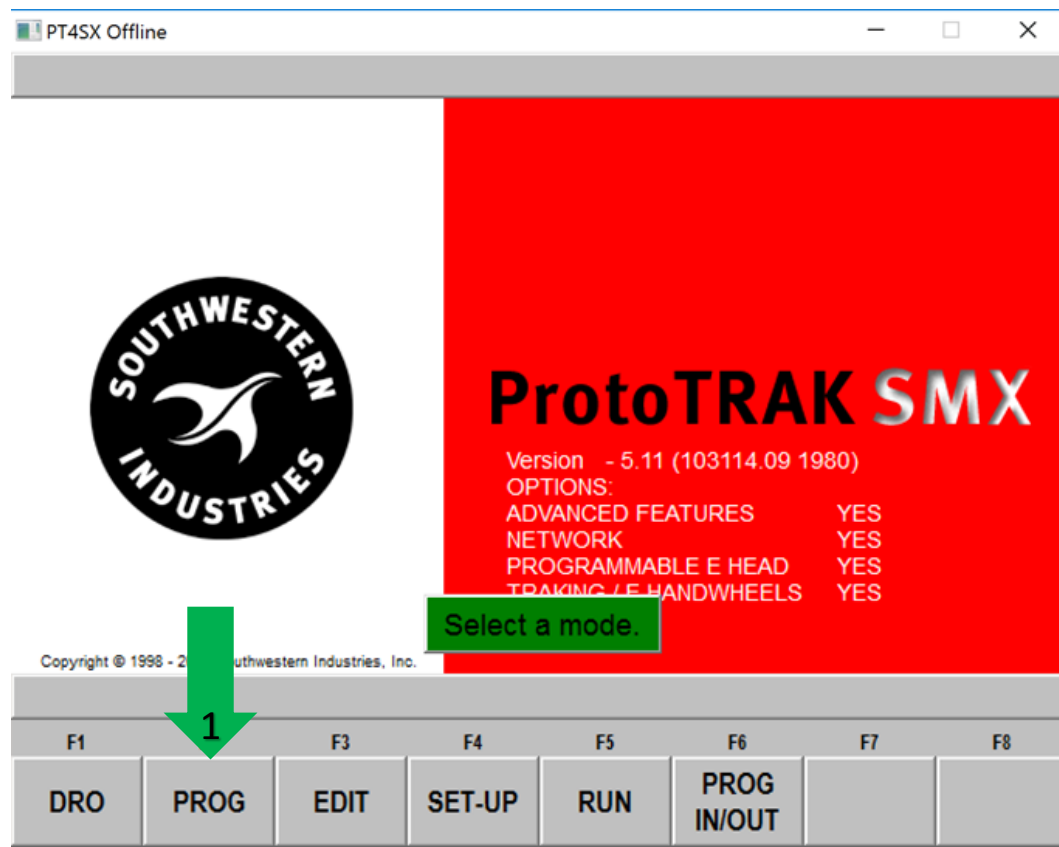 PT4SX Offline
SOUTHWESTERN
INDUSTRIES
ProtoTRAK SMX
Version - 5.11 (103114.09 1980)
OPTIONS:
ADVANCED FEATURES YES
NETWORK YES
PROGRAMMABLE E HEAD YES
TRAKING / E HANDWHEELS YES
Select a mode.
Copyright © 1998 - Southwestern Industries, Inc.
1
F1 F3 F4 F5 F6 F7 F8
DRO PROG EDIT SET-UP RUN PROG IN/OUT